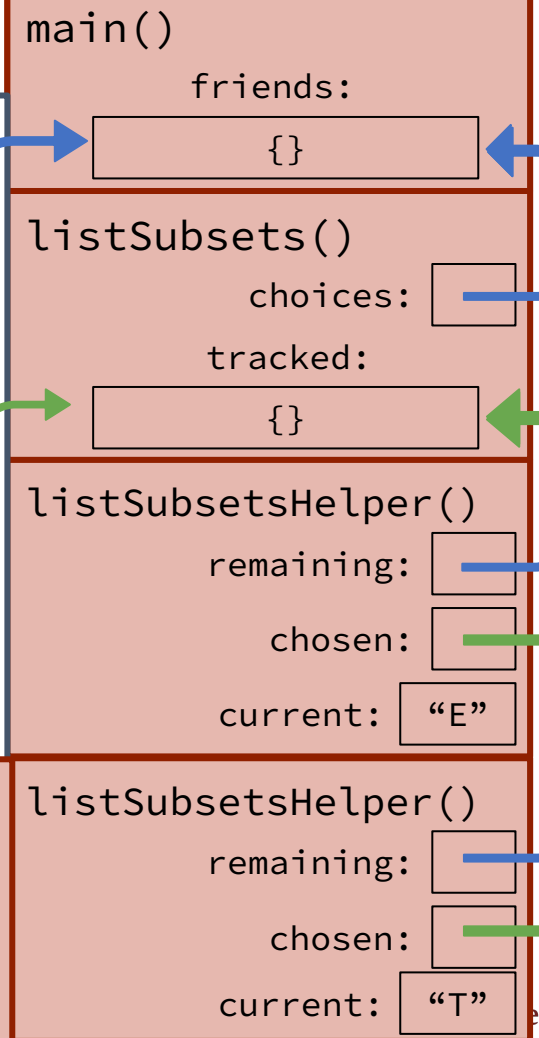 main()
friends:
{}
listSubsets()
choices:
tracked:
{}
listSubsetsHelper()
remaining:
chosen:
current: “E”
listSubsetsHelper()
remaining:
chosen:
current: “T”